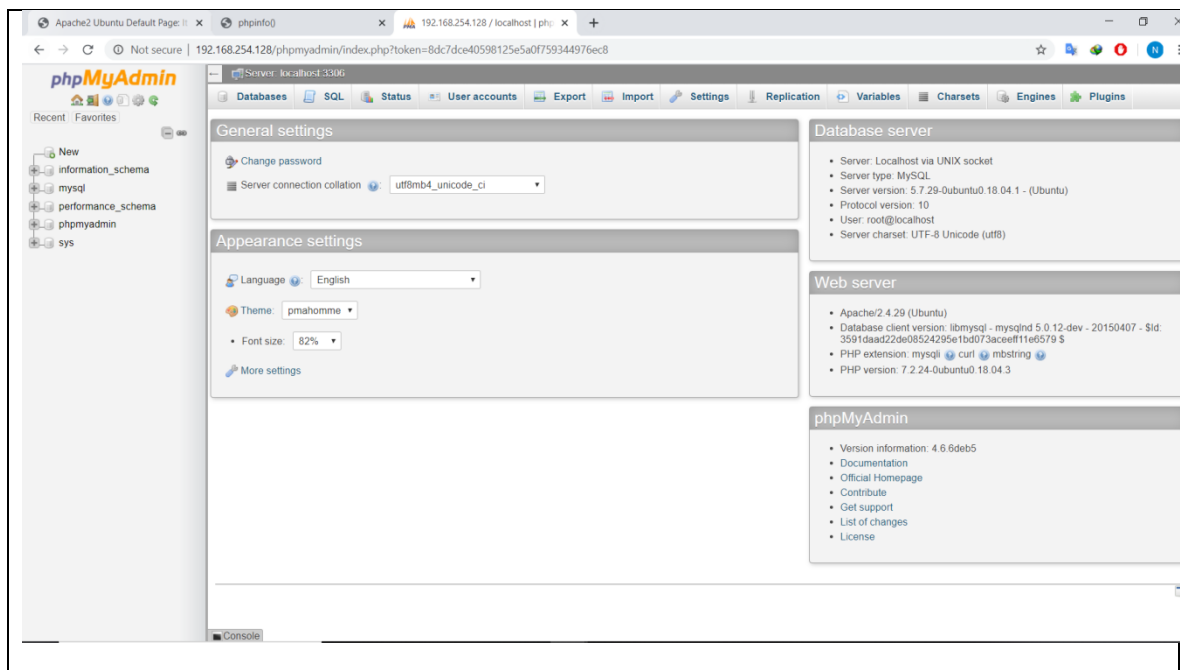 Apache2 Ubuntu Default Page: It
phpinfo()
192.168.254.128 / localhost | php
Not secure | 192.168.254.128/phpmyadmin/index.php?token=8dc7dce40598125e5a0f759344976ec8
N
phpMyAdmin
Recent Favorites
New
information_schema
mysql
performance_schema
phpmyadmin
sys
Server: localhost:3306
Databases SQL Status User accounts Export Import Settings Replication Variables Charsets Engines Plugins
General settings
Change password
Server connection collation : utf8mb4_unicode_ci
Appearance settings
Language : English
Theme: pmahomme
• Font size: 82%
More settings
Database server
• Server: Localhost via UNIX socket
• Server type: MySQL
• Server version: 5.7.29-0ubuntu0.18.04.1 - (Ubuntu)
• Protocol version: 10
• User: root@localhost
• Server charset: UTF-8 Unicode (utf8)
Web server
• Apache/2.4.29 (Ubuntu)
• Database client version: libmysql - mysqlnd 5.0.12-dev - 20150407 - $Id:
3591daad22de08524295e1bd073aceeff11e6579 $
• PHP extension: mysqli curl mbstring
• PHP version: 7.2.24-0ubuntu0.18.04.3
phpMyAdmin
• Version information: 4.6.6deb5
• Documentation
• Official Homepage
• Contribute
• Get support
• List of changes
• License
Console